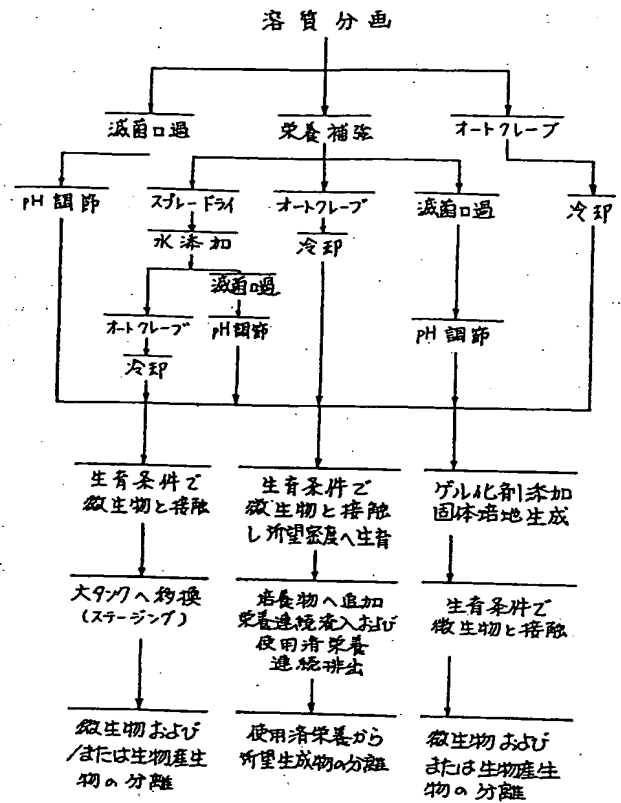 溶質分画
滅菌口過
栄養補強
オートクレーブ
pH調節
スプレードライ
オートクレーブ
滅菌口過
冷却
水添加
冷却
滅菌口過
オートクレーブ
pH調節
pH調節
冷却
生育条件で
微生物と接触
生育条件で
微生物と接触
し所望密度へ生育
ゲル化剤添加
固体培地生成
大タンクへ移換
(ステージング)
培養物へ追加
栄養連続流入および
使用済栄養
連続排出
生育条件で
微生物と接触
微生物および
/または生物産生
物の分離
使用済栄養から
所望生成物の分離
微生物および
または生物産生
物の分離